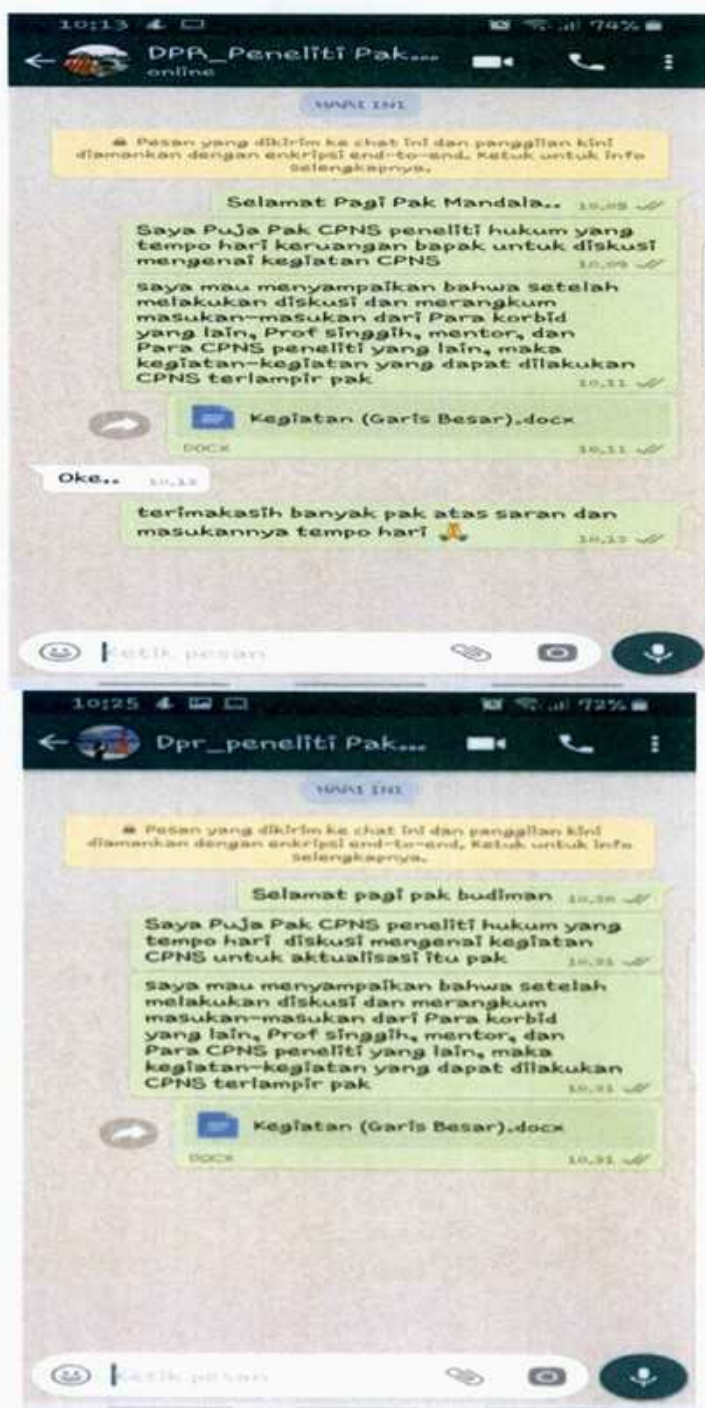 10:13 74%
DPR_Peneliti Pak...
online
HARI INI
Pesan yang dikirim ke chat ini dan panggilan kini
diamankan dengan enkripsi end-to-end. Ketuk untuk info
selengkapnya.
Selamat Pagi Pak Mandala..
Saya Puja Pak CPNS peneliti hukum yang
tempo hari keruangan bapak untuk diskusi
mengenai kegiatan CPNS 10.09
saya mau menyampaikan bahwa setelah
melakukan diskusi dan merangkum
masukan-masukan dari Para korbid
yang lain, Prof singgih, mentor, dan
Para CPNS peneliti yang lain, maka
kegiatan-kegiatan yang dapat dilakukan
CPNS terlampir pak 10.11
Kegiatan (Garis Besar).docx
DOCX 10.11
Oke.. 10.13
terimakasih banyak pak atas saran dan
masukannya tempo hari 🙏 10.13
Ketik pesan
10:25 72%
Dpr_peneliti Pak...
HARI INI
Pesan yang dikirim ke chat ini dan panggilan kini
diamankan dengan enkripsi end-to-end. Ketuk untuk info
selengkapnya.
Selamat pagi pak budiman
Saya Puja Pak CPNS peneliti hukum yang
tempo hari diskusi mengenai kegiatan
CPNS untuk aktualisasi itu pak
saya mau menyampaikan bahwa setelah
melakukan diskusi dan merangkum
masukan-masukan dari Para korbid
yang lain, Prof singgih, mentor, dan
Para CPNS peneliti yang lain, maka
kegiatan-kegiatan yang dapat dilakukan
CPNS terlampir pak
Kegiatan (Garis Besar).docx
DOCX
Ketik pesan